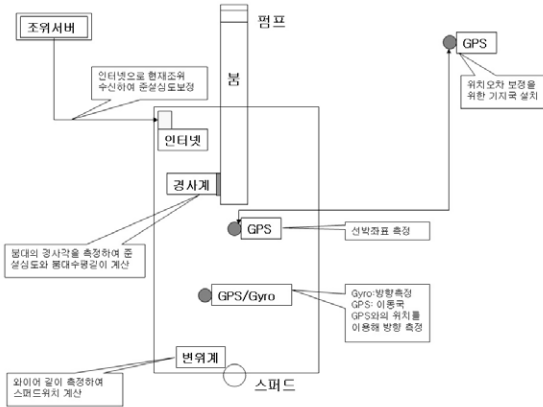 조위서버
펌프
GPS
인터넷으로 현재조위
수신하여 준설심도보정
붐
위치오차 보정을
위한 기지국 설치
인터넷
경사계
GPS
선박좌표 측정
붐대의 경사각을 측정하여 준
설심도와 붐대수평길이 계산
GPS/Gyro
Gyro:방향측정
GPS: 이동국
GPS와의 위치를
이용해 방향 측정
변위계
와이어 길이 측정하여
스퍼드위치 계산
스퍼드